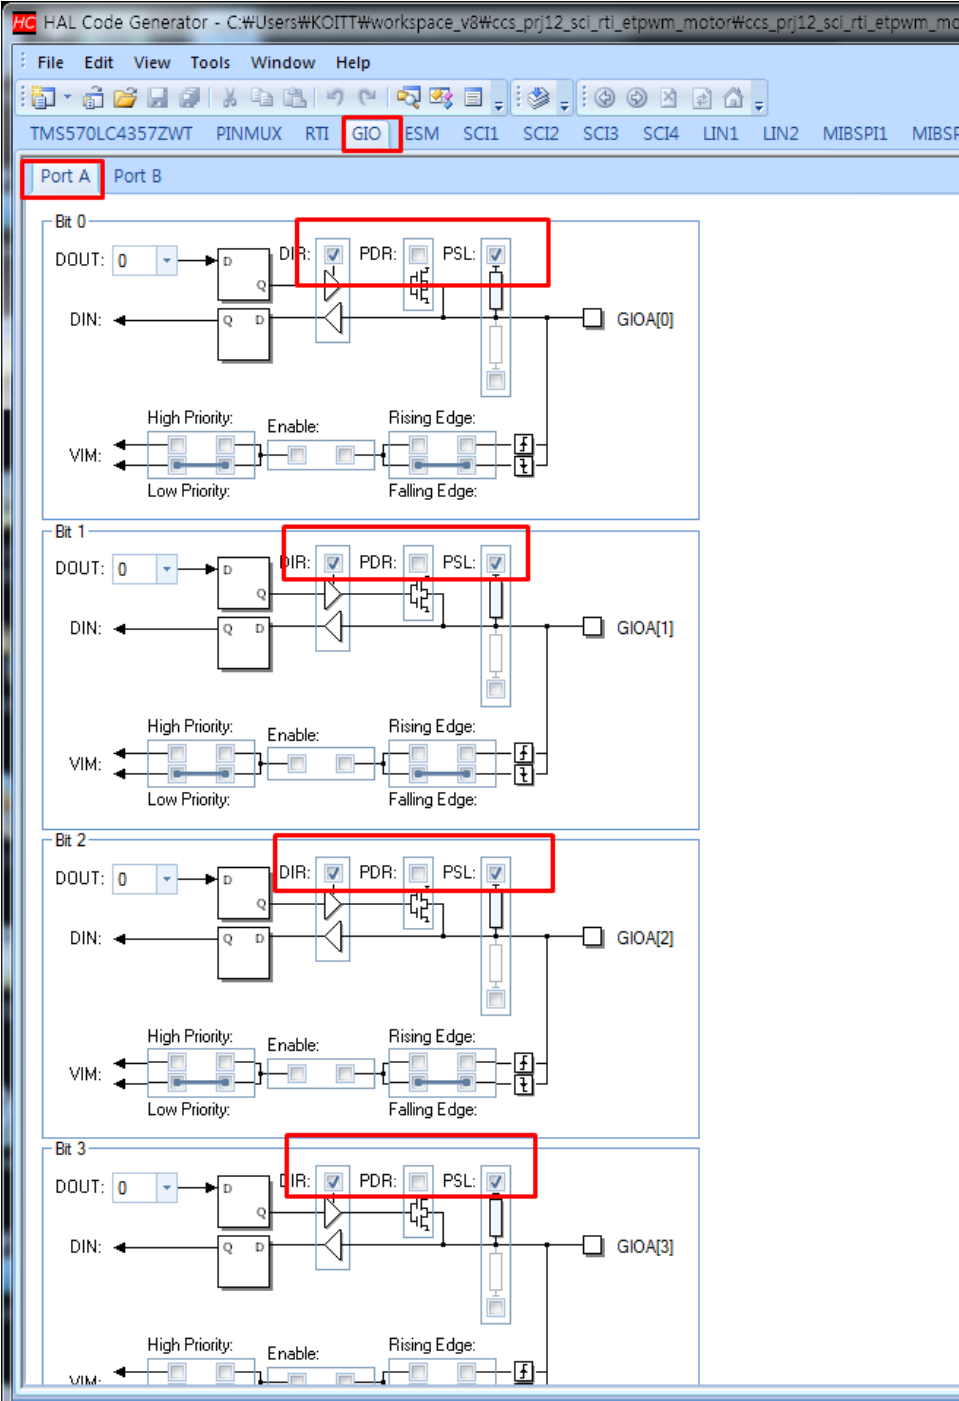 HC HAL Code Generator - C:₩Users₩KOITT₩workspace_v8₩ccs_prj12_sci_rti_etpwm_motor₩ccs_prj12_sci_rti_etpwm_mo
File Edit View Tools Window Help
TMS570LC4357ZWT PINMUX RTI GIO ESM SCI1 SCI2 SCI3 SCI4 LIN1 LIN2 MIBSPI1 MIBSP
Port A Port B
Bit 0
DOUT: 0 D DIR: PDR: PSL:
Q
DIN: Q D GIOA[0]
High Priority: Enable: Rising Edge:
VIM:
Low Priority: Falling Edge:
Bit 1
DOUT: 0 D DIR: PDR: PSL:
Q
DIN: Q D GIOA[1]
High Priority: Enable: Rising Edge:
VIM:
Low Priority: Falling Edge:
Bit 2
DOUT: 0 D DIR: PDR: PSL:
Q
DIN: Q D GIOA[2]
High Priority: Enable: Rising Edge:
VIM:
Low Priority: Falling Edge:
Bit 3
DOUT: 0 D DIR: PDR: PSL:
Q
DIN: Q D GIOA[3]
High Priority: Enable: Rising Edge:
VIM: